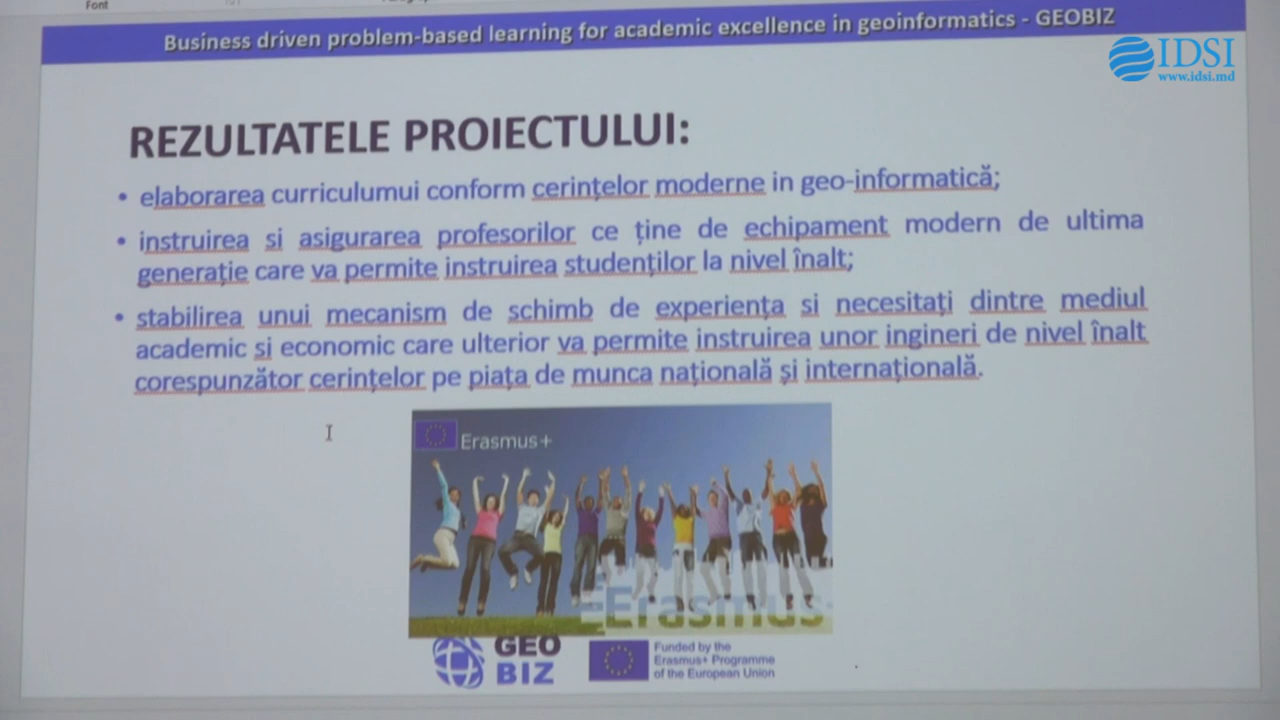 Font
Business driven problem-based learning for academic excellence in geoinformatics - GEOBIZ
IDSI
www.idsi.md
REZULTATELE PROIECTULUI:
• elaborarea curriculumui conform cerințelor moderne in geo-informatică;
• instruirea si asigurarea profesorilor ce ține de echipament modern de ultima
generație care va permite instruirea studenților la nivel înalt;
• stabilirea unui mecanism de schimb de experiența si necesitați dintre mediul
academic și economic care ulterior va permite instruirea unor ingineri de nivel înalt
corespunzător cerințelor pe piața de munca națională și internațională.
Erasmus+
Erasmus+
GEO
BIZ
Funded by the
Erasmus+ Programme
of the European Union